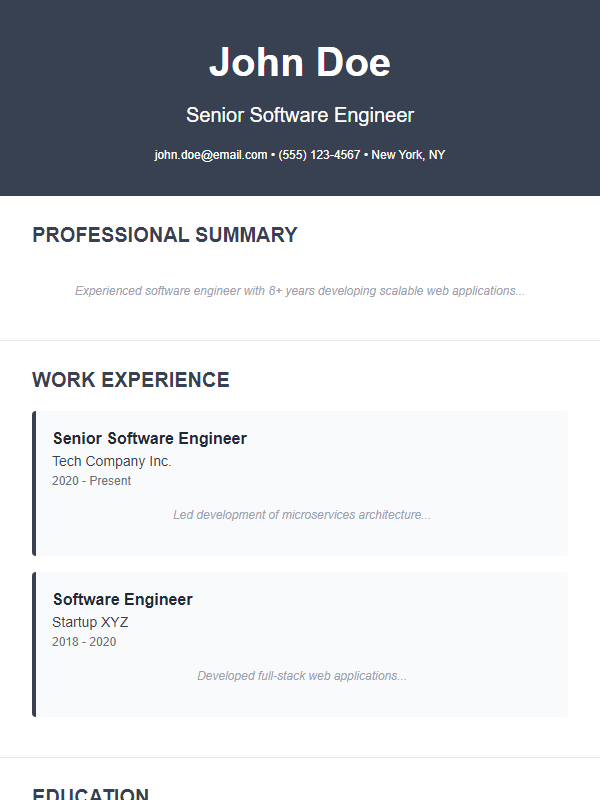 John Doe
Senior Software Engineer
john.doe@email.com • (555) 123-4567 • New York, NY
PROFESSIONAL SUMMARY
Experienced software engineer with 8+ years developing scalable web applications...
WORK EXPERIENCE
Senior Software Engineer
Tech Company Inc.
2020 - Present
Led development of microservices architecture...
Software Engineer
Startup XYZ
2018 - 2020
Developed full-stack web applications...
EDUCATION